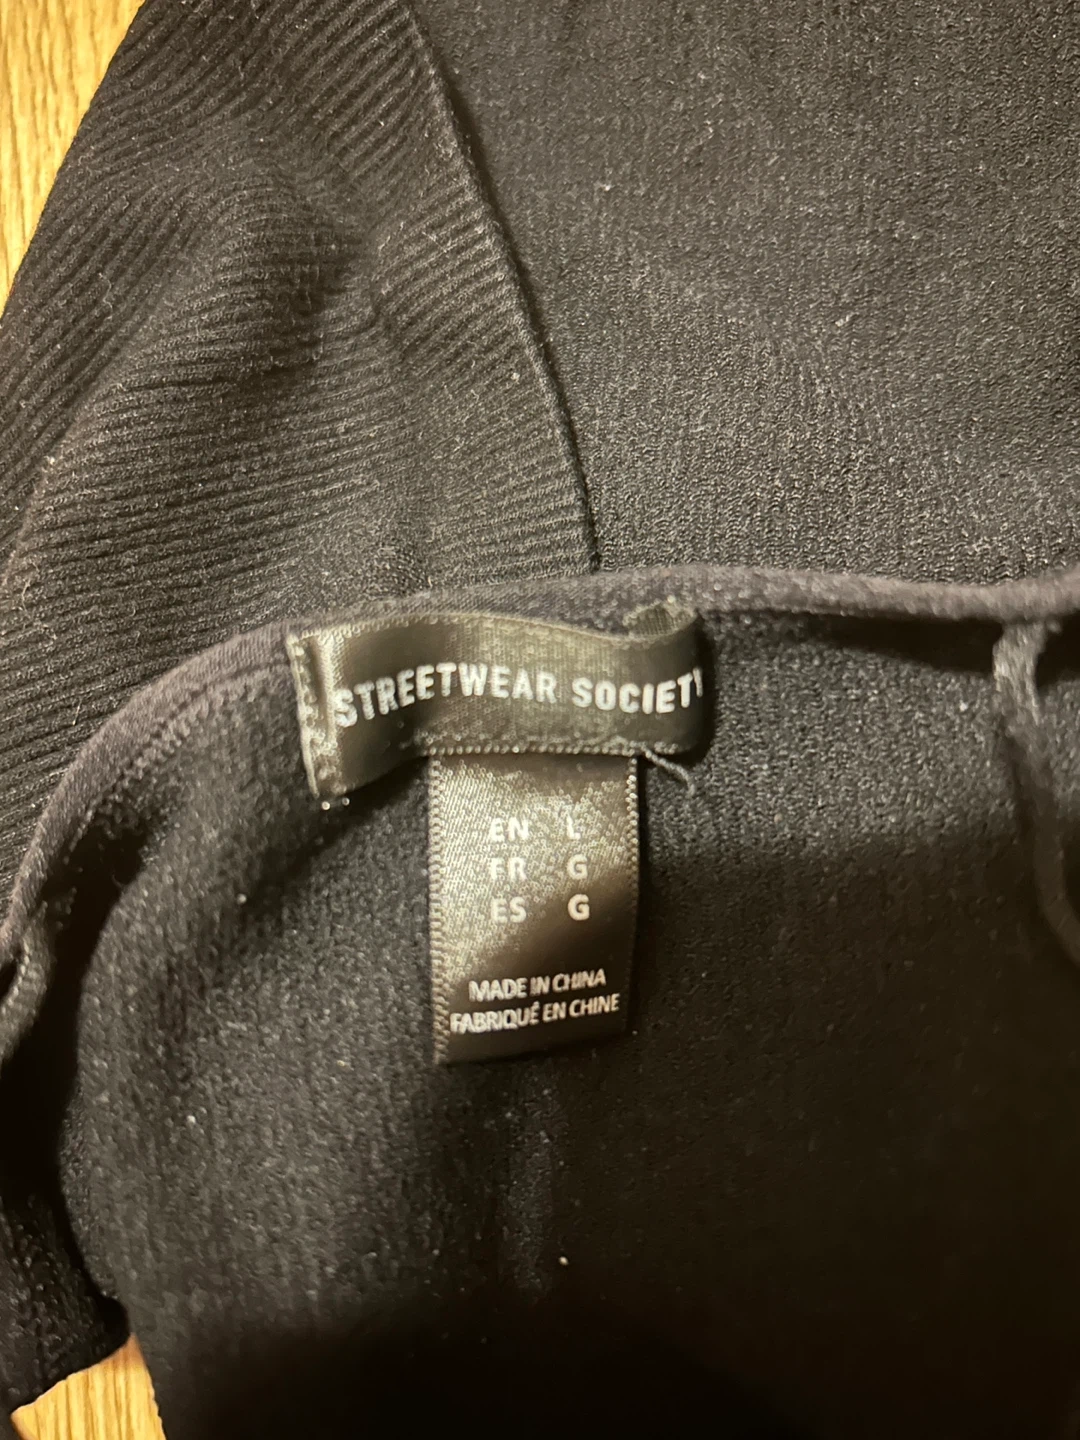 STREETWEAR SOCIETY
EN L
FR G
ES G
MADE IN CHINA
FABRIQUÉ EN CHINE